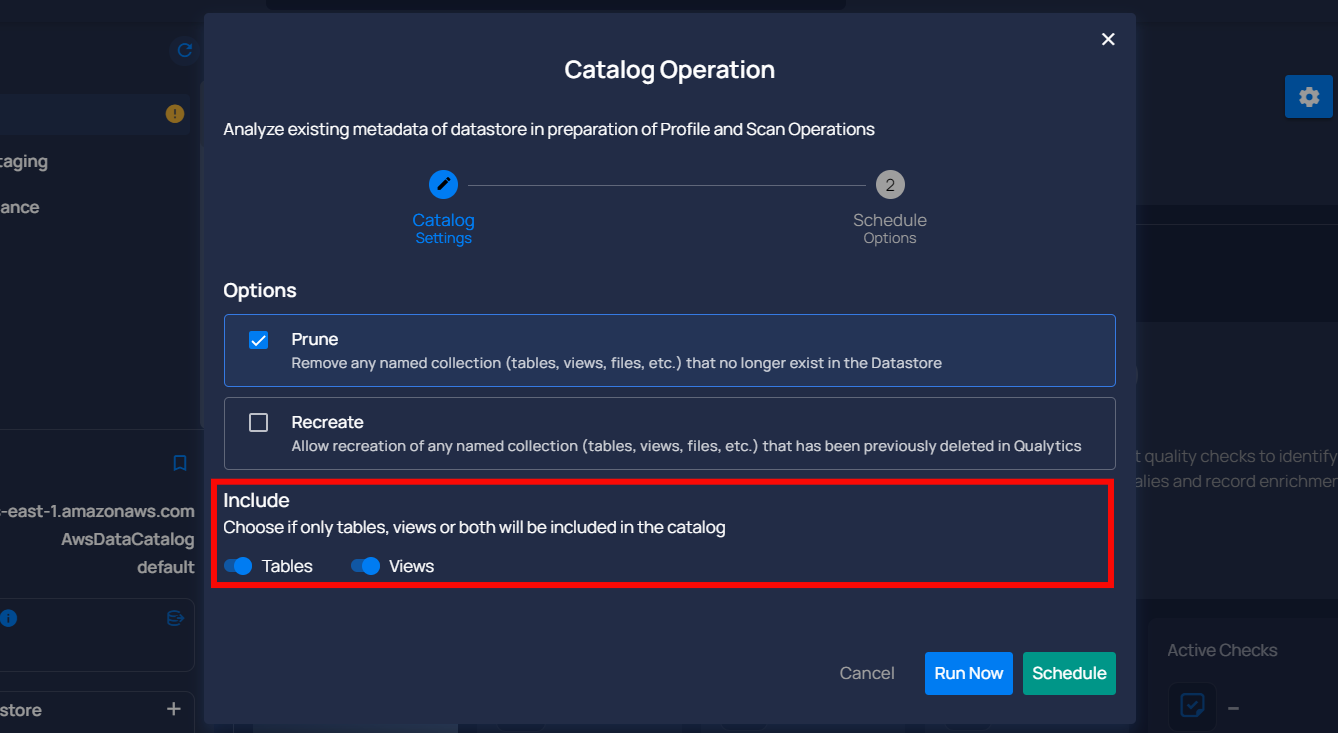 Catalog Operation
Analyze existing metadata of datastore in preparation of Profile and Scan Operations
2
Catalog
Settings
Schedule
Options
Options
Prune
Remove any named collection (tables, views, files, etc.) that no longer exist in the Datastore
Recreate
Allow recreation of any named collection (tables, views, files, etc.) that has been previously deleted in Qualytics
Include
Choose if only tables, views or both will be included in the catalog
Tables
Views
Cancel
Run Now
Schedule
taging
ance
-east-1.amazonaws.com
AwsDataCatalog
default
store
t quality checks to identify
alies and record enrichmen
Active Checks
–